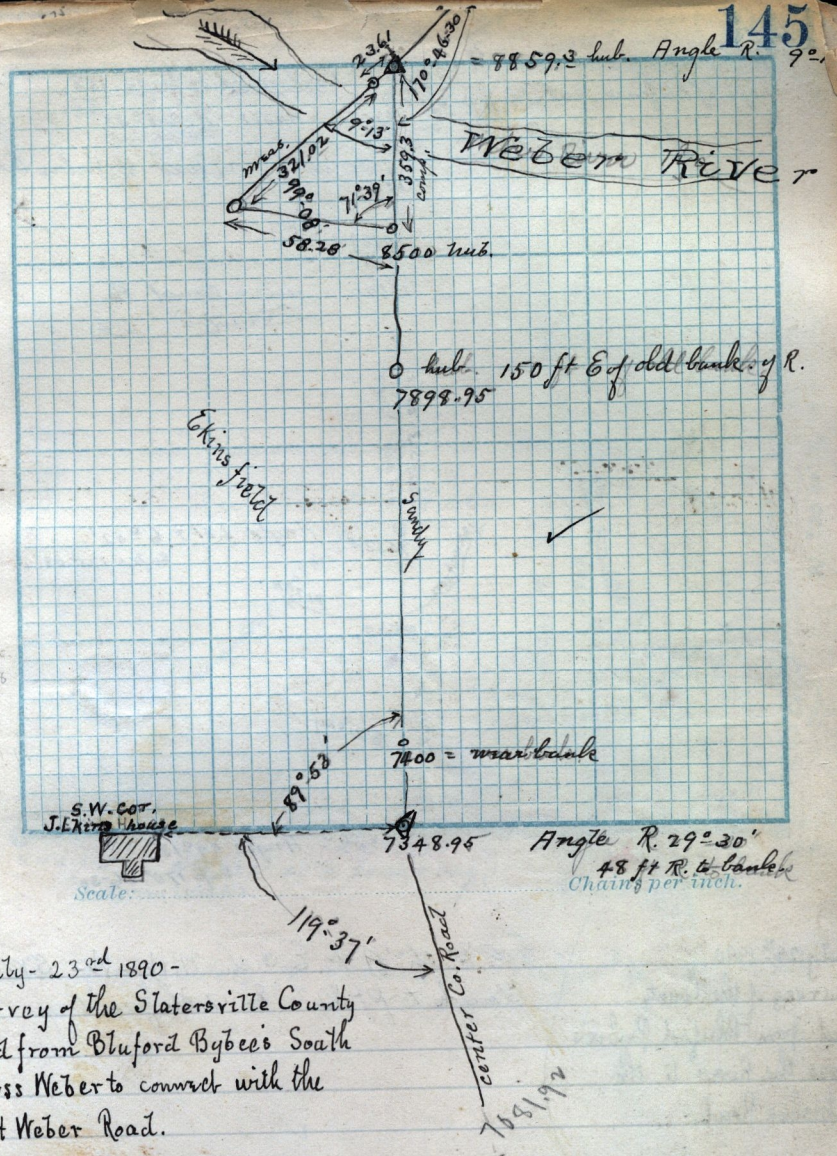 145
23.61
170°46'30
= 8859.3 hub. Angle R. 9°
9°13'
Weber River
meas.
321.02
359.3
comp.
99°08'
71°39'
58.28
8500 hub.
hub. 150 ft E of old bank of R.
7898.95
Ekins field
Sandy
89°52'
7400 = near bank
S.W. Cor.
J. Ekins House
7348.95 Angle R. 29°30'
48 ft R. to bank.
Scale: Chains per inch.
119°37'
center Co. Road
ly - 23rd 1890 -
rvey of the Slatersville County
d from Bluford Bybee's South
ss Weber to connect with the
t Weber Road.